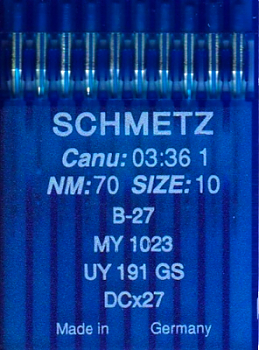 SCHMETZ
Canu: 03:36 1
NM:70 SIZE:10
B-27
MY 1023
UY 191 GS
DCx27
Made in Germany